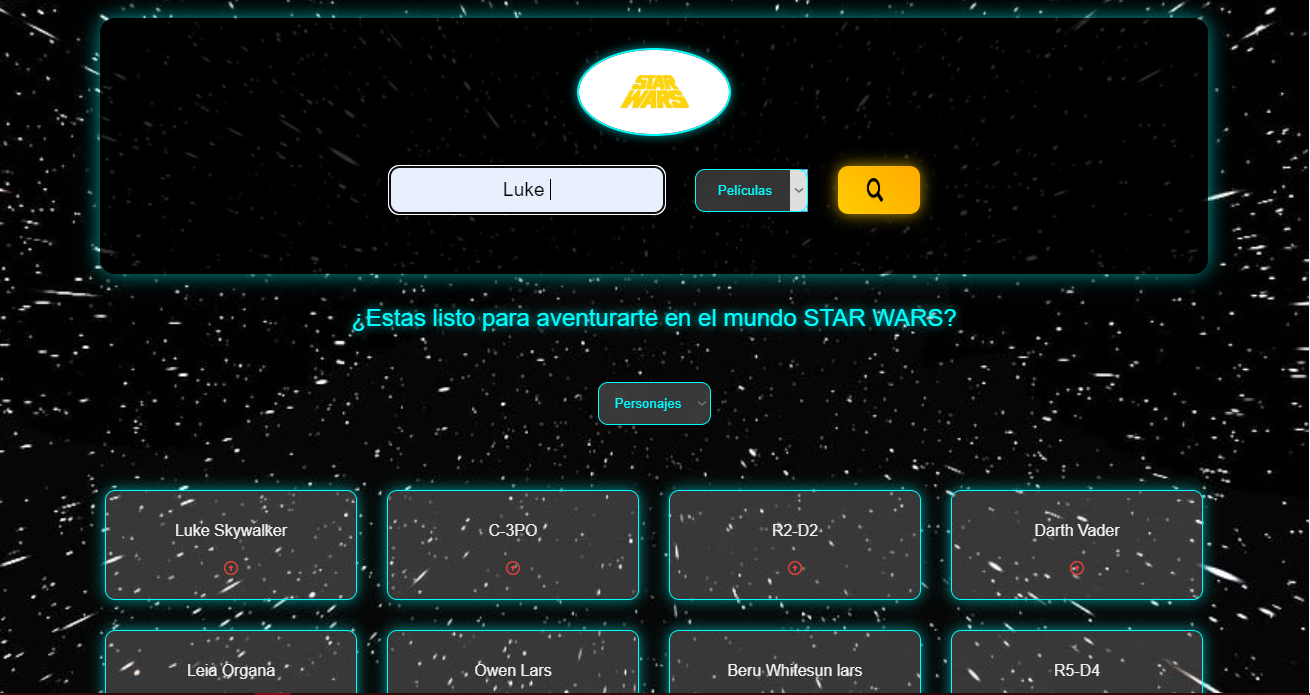 STAR
WARS
Luke
Películas
¿Estas listo para aventurarte en el mundo STAR WARS?
Personajes
Luke Skywalker
C-3PO
R2-D2
Darth Vader
Leia Organa
Owen Lars
Beru Whitesun lars
R5-D4